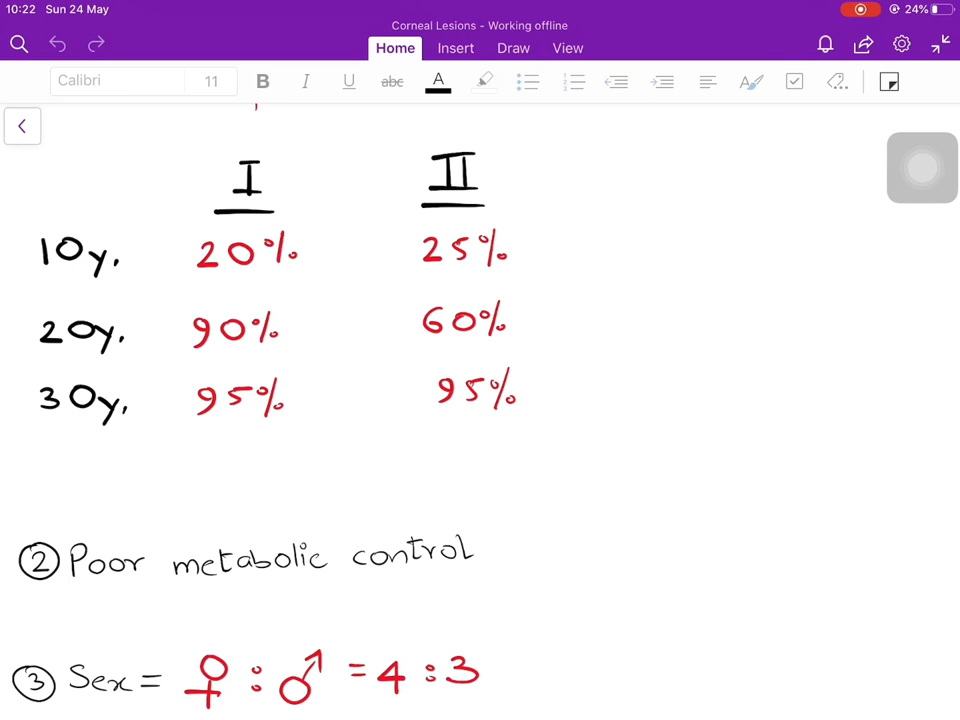 10:22 Sun 24 May 24%
Corneal Lesions - Working offline
Home Insert Draw View
Calibri 11 B I U abc A
I II
10y. 20% 25%
20y. 90% 60%
30y. 95% 95%
② Poor metabolic control
③ Sex = ♀ : ♂ = 4 : 3